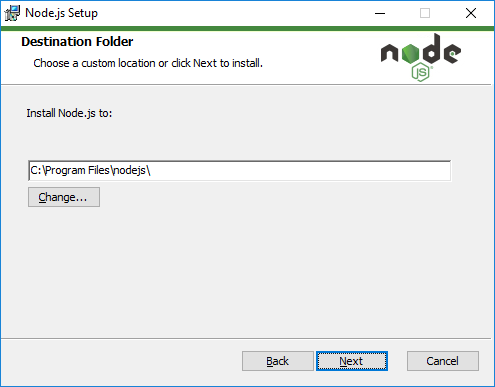 Node.js Setup
Destination Folder
Choose a custom location or click Next to install.
node
JS®
Install Node.js to:
C:\Program Files\nodejs\
Change...
Back Next Cancel